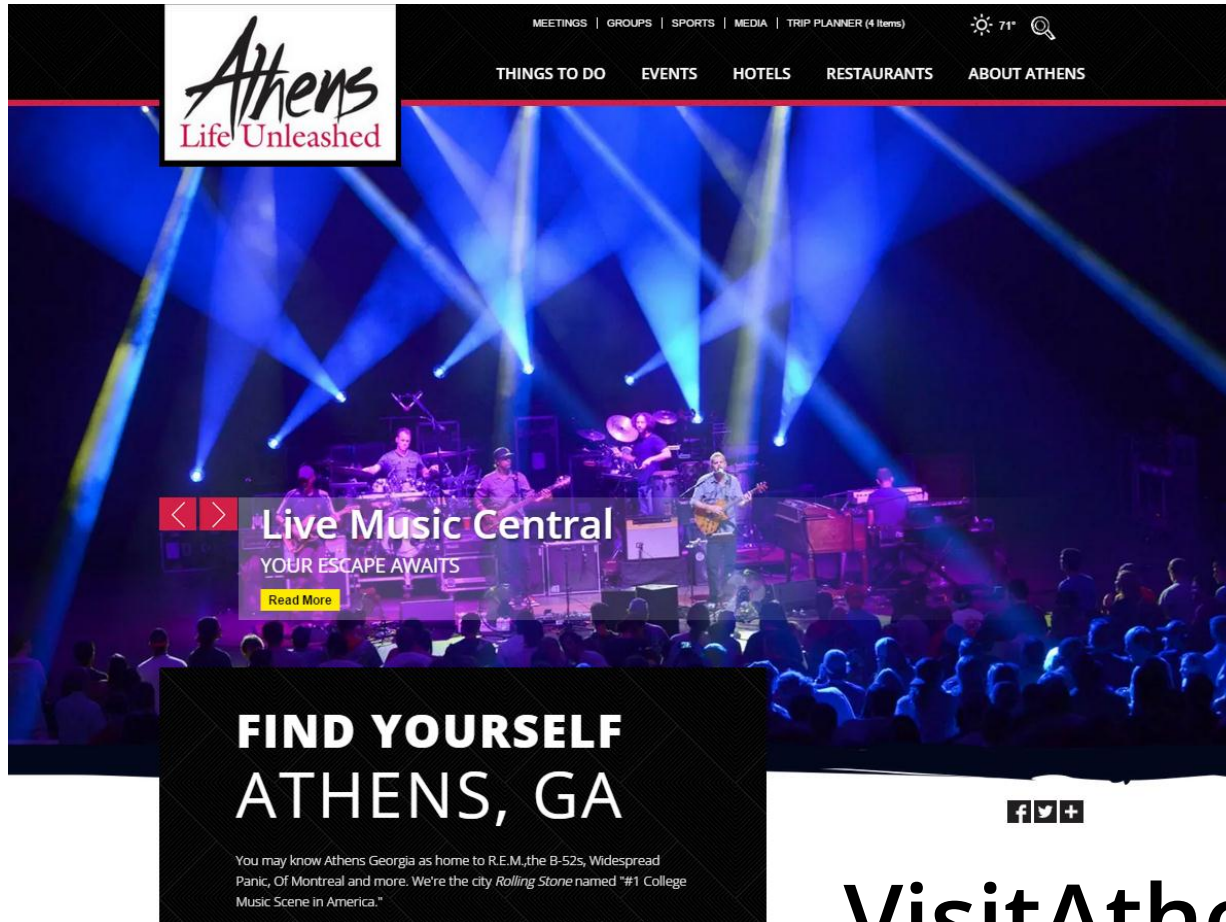 Athens
Life Unleashed
MEETINGS | GROUPS | SPORTS | MEDIA | TRIP PLANNER (4 Items)
71°
THINGS TO DO EVENTS HOTELS RESTAURANTS ABOUT ATHENS
Live Music Central
YOUR ESCAPE AWAITS
Read More
FIND YOURSELF
ATHENS, GA
You may know Athens Georgia as home to R.E.M.,the B-52s, Widespread
Panic, Of Montreal and more. We're the city Rolling Stone named "#1 College
Music Scene in America."
VisitAthe